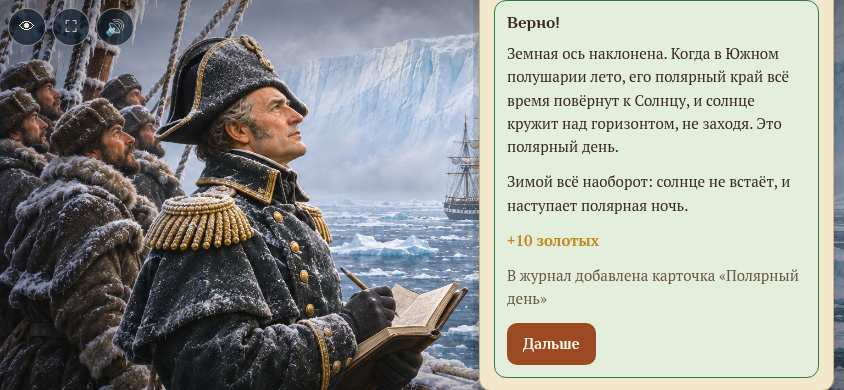 Верно!
Земная ось наклонена. Когда в Южном
полушарии лето, его полярный край всё
время повёрнут к Солнцу, и солнце
кружит над горизонтом, не заходя. Это
полярный день.
Зимой всё наоборот: солнце не встаёт, и
наступает полярная ночь.
+10 золотых
В журнал добавлена карточка «Полярный
день»
Дальше